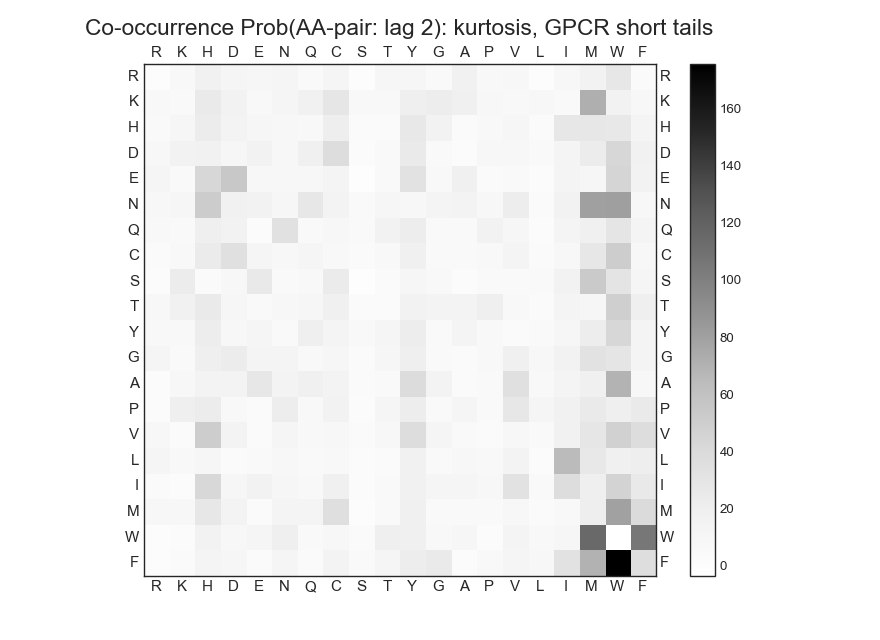 Co-occurrence Prob(AA-pair: lag 2): kurtosis, GPCR short tails
R K H D E N Q C S T Y G A P V L I M W F
R R
K K 160
H H
D D 140
E E
N N 120
Q Q
C C 100
S S
T T
Y Y 80
G G
A A 60
P P
V V 40
L L
I I
M M 20
W W
F F 0
R K H D E N Q C S T Y G A P V L I M W F